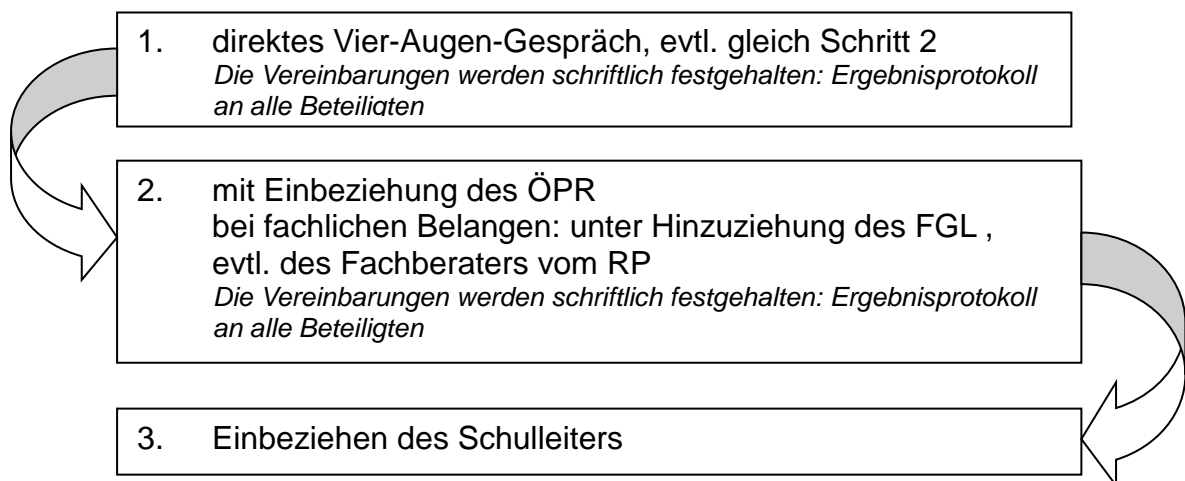 1. direktes Vier-Augen-Gespräch, evtl. gleich Schritt 2
Die Vereinbarungen werden schriftlich festgehalten: Ergebnisprotokoll
an alle Beteiligten
2. mit Einbeziehung des ÖPR
bei fachlichen Belangen: unter Hinzuziehung des FGL ,
evtl. des Fachberaters vom RP
Die Vereinbarungen werden schriftlich festgehalten: Ergebnisprotokoll
an alle Beteiligten
3. Einbeziehen des Schulleiters